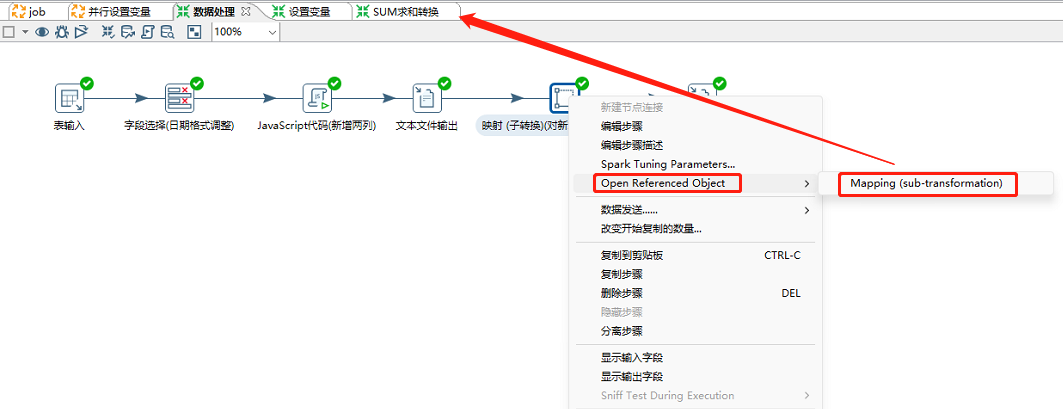 job
并行设置变量
数据处理
设置变量
SUM求和转换
100%
表输入
字段选择(日期格式调整)
JavaScript代码(新增两列)
文本文件输出
映射 (子转换)(对新
新建节点连接
编辑步骤
编辑步骤描述
Spark Tuning Parameters...
Open Referenced Object
Mapping (sub-transformation)
数据发送......
改变开始复制的数量...
复制到剪贴板 CTRL-C
复制步骤
删除步骤 DEL
隐藏步骤
分离步骤
显示输入字段
显示输出字段
Sniff Test During Execution